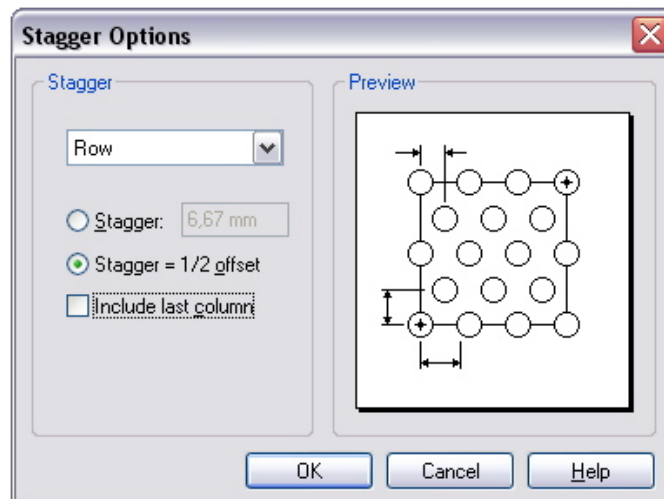 Stagger Options
Stagger
Row
Stagger: 6,67 mm
Stagger = 1/2 offset
Include last column
Preview
OK Cancel Help